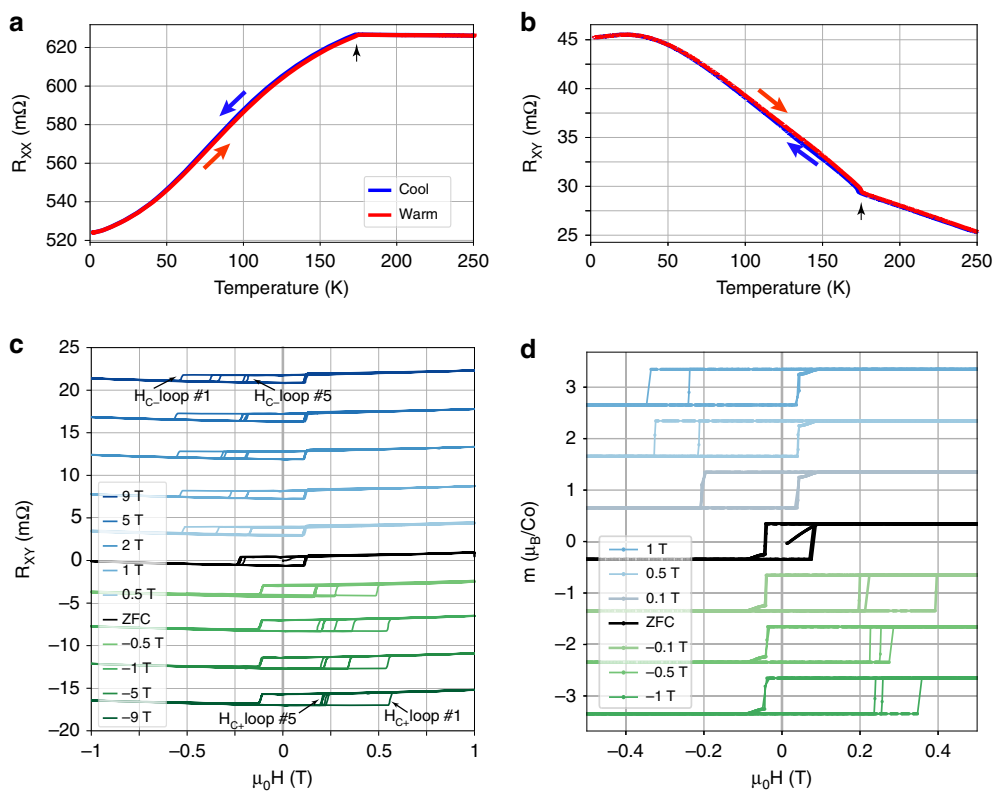 a
R_XX (mΩ)
620
600
580
560
540
520
0
50
100
150
200
250
Cool
Warm
Temperature (K)
b
R_XY (mΩ)
45
40
35
30
25
0
50
100
150
200
250
Temperature (K)
c
R_XY (mΩ)
25
20
15
10
5
0
−5
−10
−15
−20
H_C− loop #1
H_C− loop #5
9 T
5 T
2 T
1 T
0.5 T
ZFC
−0.5 T
−1 T
−5 T
−9 T
H_C+ loop #5
H_C+ loop #1
−1
−0.5
0
0.5
1
μ₀H (T)
d
m (μ_B/Co)
3
2
1
0
−1
−2
−3
1 T
0.5 T
0.1 T
ZFC
−0.1 T
−0.5 T
−1 T
−0.4
−0.2
0
0.2
0.4
μ₀H (T)